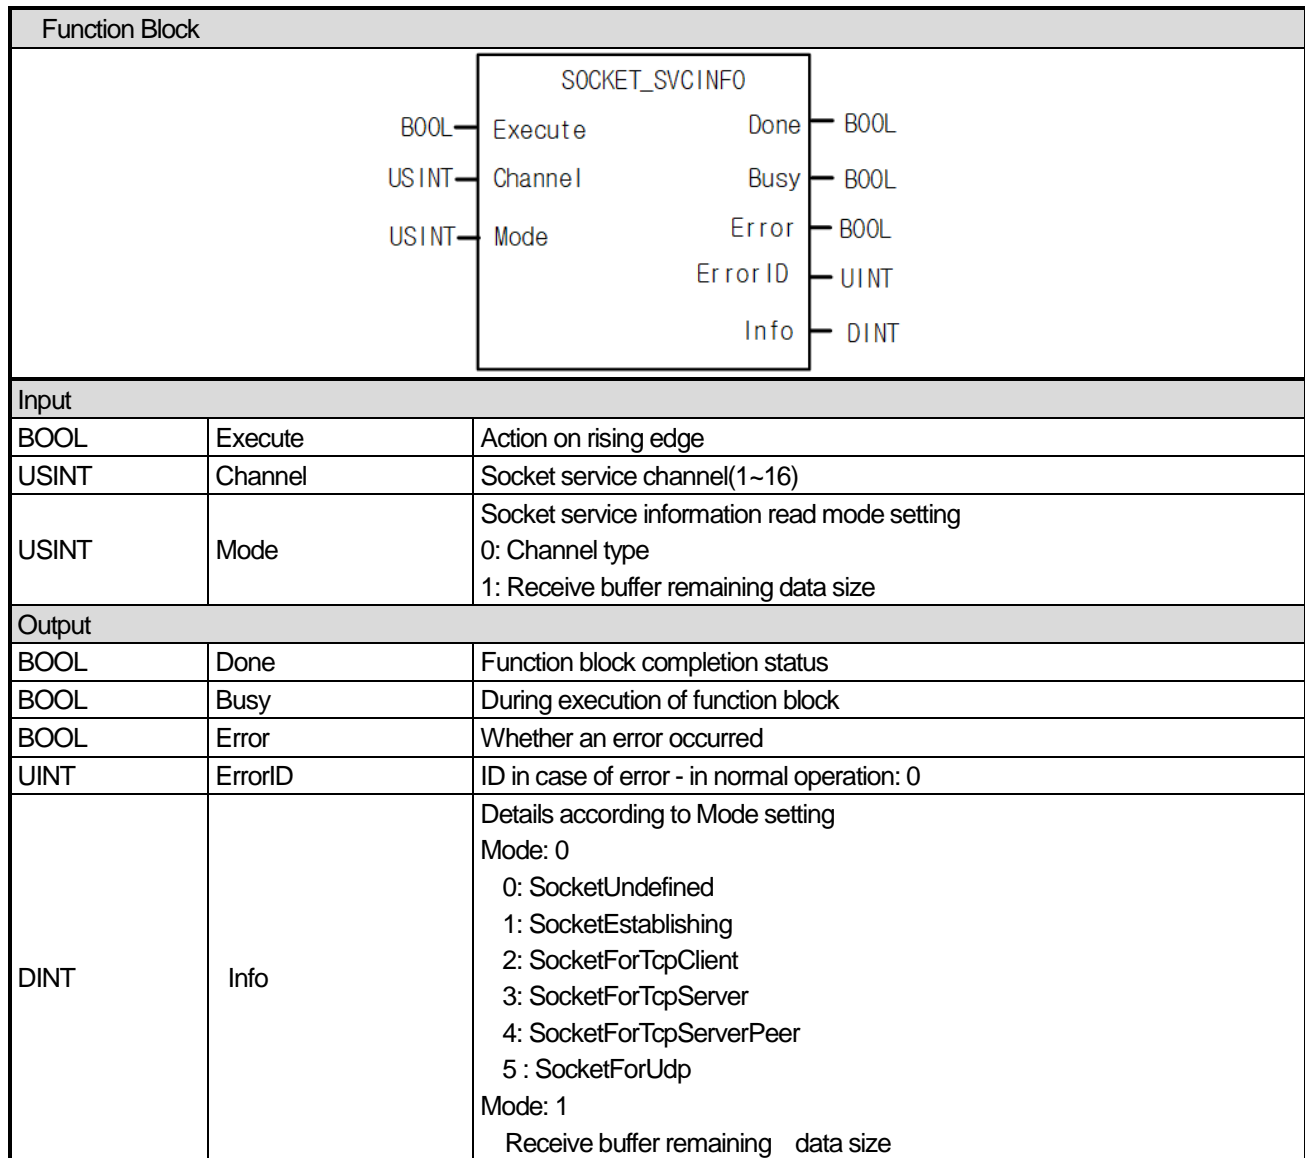 Function Block
SOCKET_SVCINFO
BOOL Execute Done BOOL
USINT Channel Busy BOOL
USINT Mode Error BOOL
ErrorID UINT
Info DINT
Input
BOOL Execute Action on rising edge
USINT Channel Socket service channel(1~16)
USINT Mode Socket service information read mode setting
0: Channel type
1: Receive buffer remaining data size
Output
BOOL Done Function block completion status
BOOL Busy During execution of function block
BOOL Error Whether an error occurred
UINT ErrorID ID in case of error - in normal operation: 0
DINT Info Details according to Mode setting
Mode: 0
0: SocketUndefined
1: SocketEstablishing
2: SocketForTcpClient
3: SocketForTcpServer
4: SocketForTcpServerPeer
5 : SocketForUdp
Mode: 1
Receive buffer remaining data size